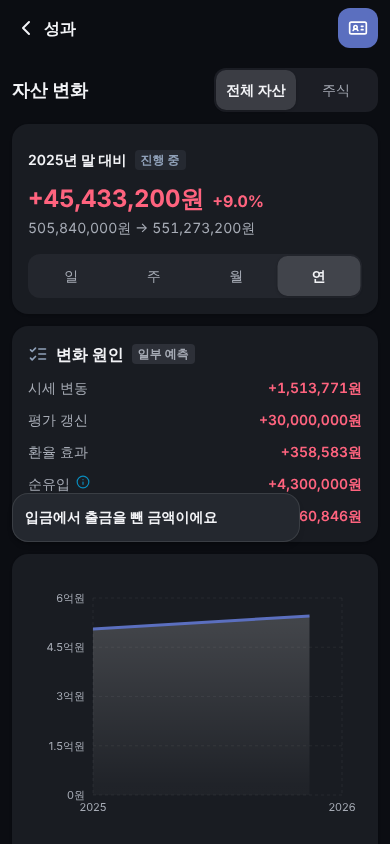 성과
자산 변화
전체 자산 주식
2025년 말 대비 진행 중
+45,433,200원 +9.0%
505,840,000원 → 551,273,200원
일 주 월 연
변화 원인 일부 예측
시세 변동 +1,513,771원
평가 갱신 +30,000,000원
환율 효과 +358,583원
순유입 +4,300,000원
입금에서 출금을 뺀 금액이에요 60,846원
6억원
4.5억원
3억원
1.5억원
0원
2025 2026